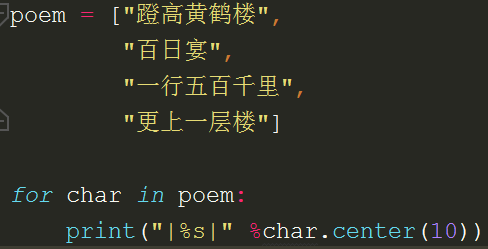 poem = ["蹬高黄鹤楼",
"百日宴",
"一行五百千里",
"更上一层楼"]
for char in poem:
print("|%s|" %char.center(10))